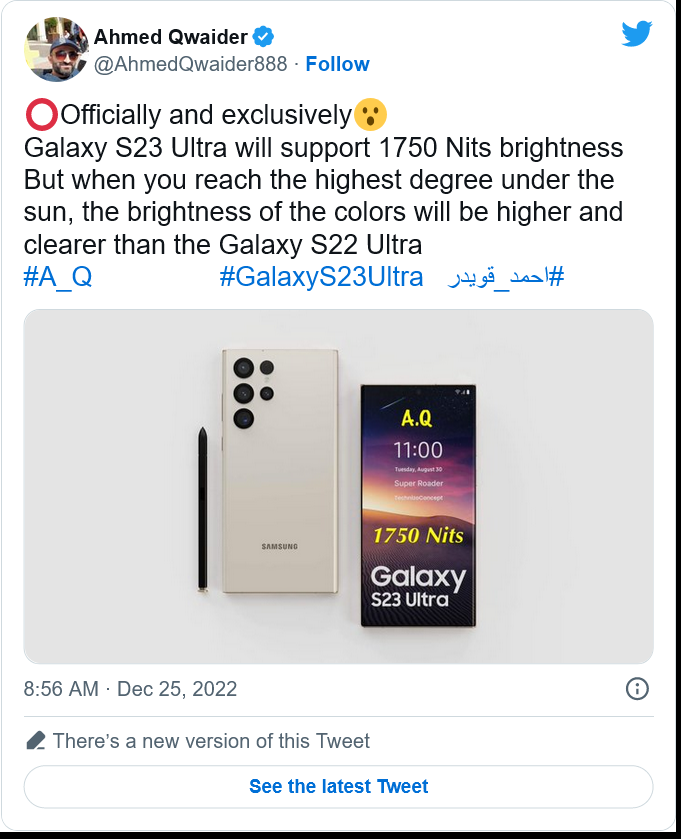 Ahmed Qwaider
@AhmedQwaider888 · Follow
⭕Officially and exclusively😮
Galaxy S23 Ultra will support 1750 Nits brightness
But when you reach the highest degree under the
sun, the brightness of the colors will be higher and
clearer than the Galaxy S22 Ultra
#A_Q #GalaxyS23Ultra #احمد_قويدر
SAMSUNG
A.Q
11:00
Tuesday, August 30
Super Roader
TechnizoConcept
1750 Nits
Galaxy
S23 Ultra
8:56 AM · Dec 25, 2022
There's a new version of this Tweet
See the latest Tweet